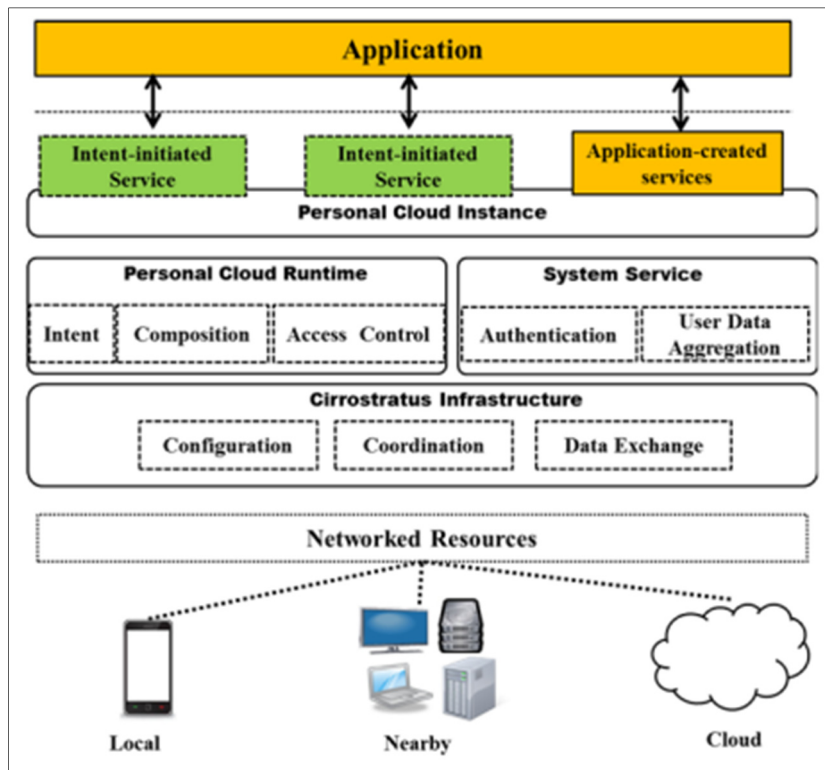 Application
Intent-initiated
Service
Intent-initiated
Service
Application-created
services
Personal Cloud Instance
Personal Cloud Runtime
Intent
Composition
Access Control
System Service
Authentication
User Data
Aggregation
Cirrostratus Infrastructure
Configuration
Coordination
Data Exchange
Networked Resources
Local
Nearby
Cloud